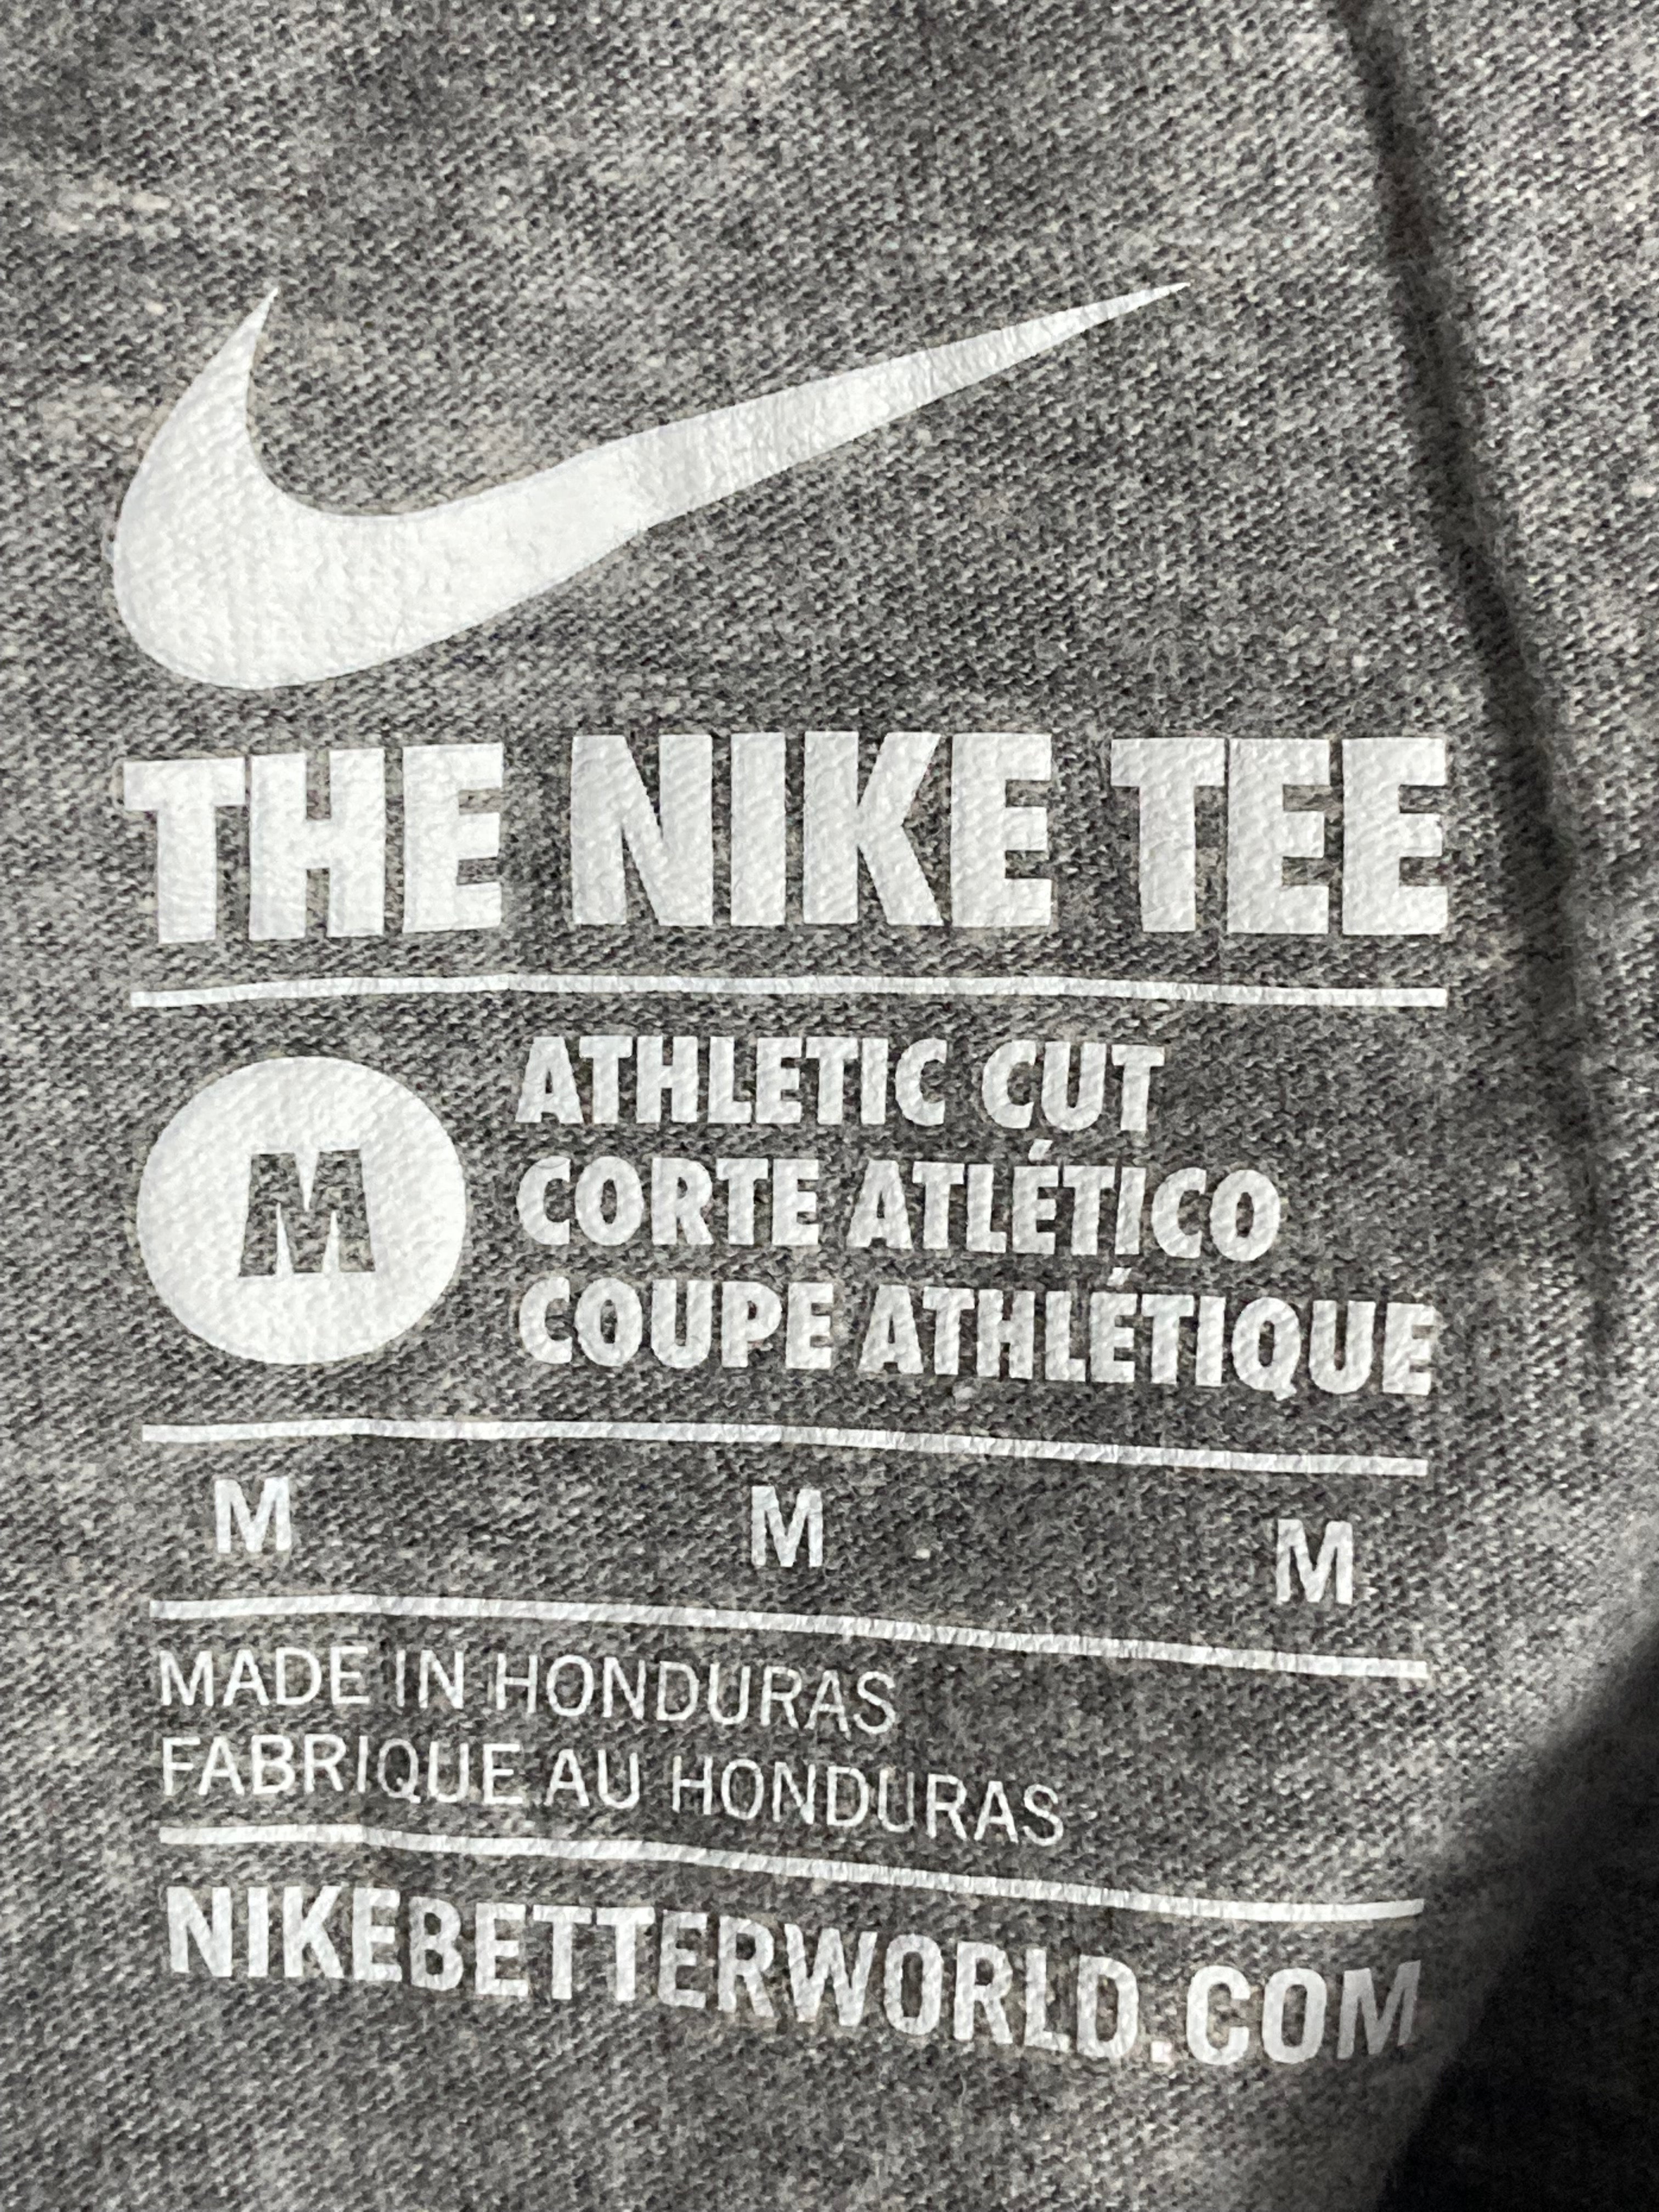 THE NIKE TEE
M
ATHLETIC CUT
CORTE ATLÉTICO
COUPE ATHLÉTIQUE
M M M
MADE IN HONDURAS
FABRIQUE AU HONDURAS
NIKEBETTERWORLD.COM